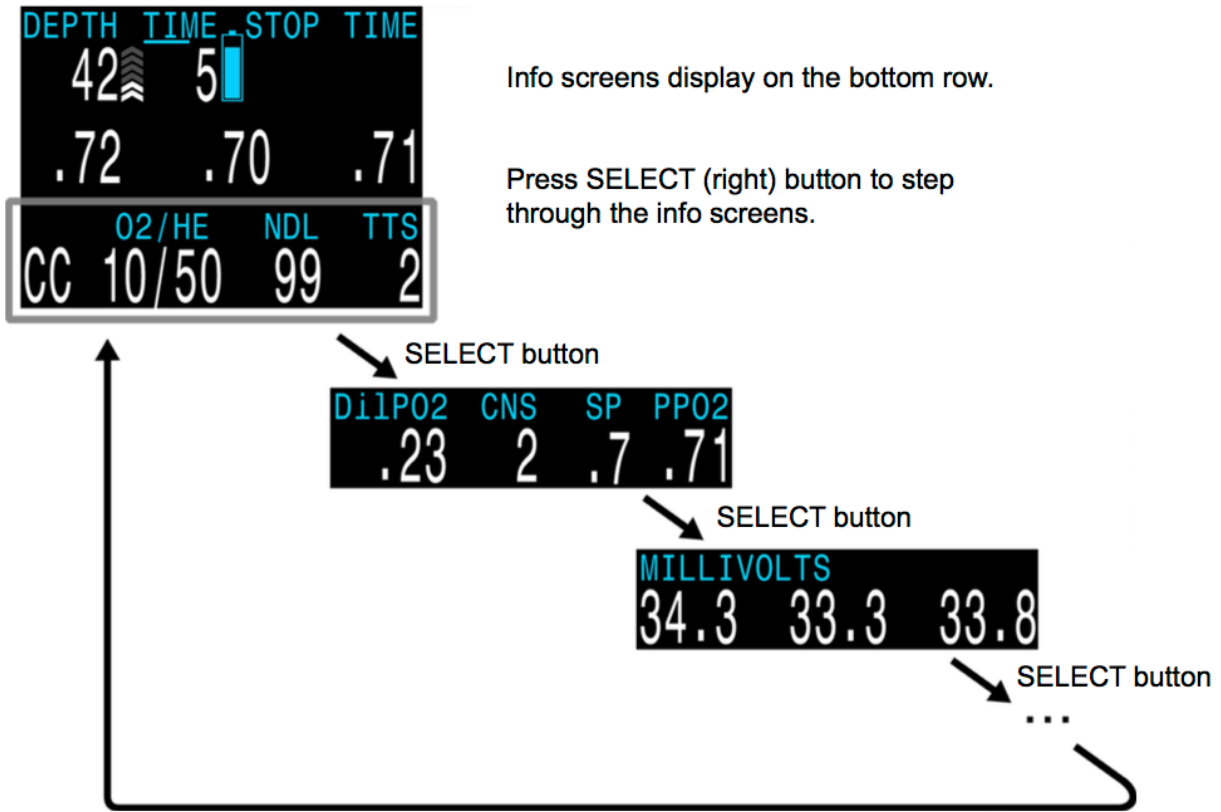 DEPTH TIME STOP TIME
42 5
.72 .70 .71
O2/HE NDL TTS
CC 10/50 99 2
Info screens display on the bottom row.
Press SELECT (right) button to step
through the info screens.
SELECT button
DilPO2 CNS SP PPO2
.23 2 .7 .71
SELECT button
MILLIVOLTS
34.3 33.3 33.8
SELECT button
...